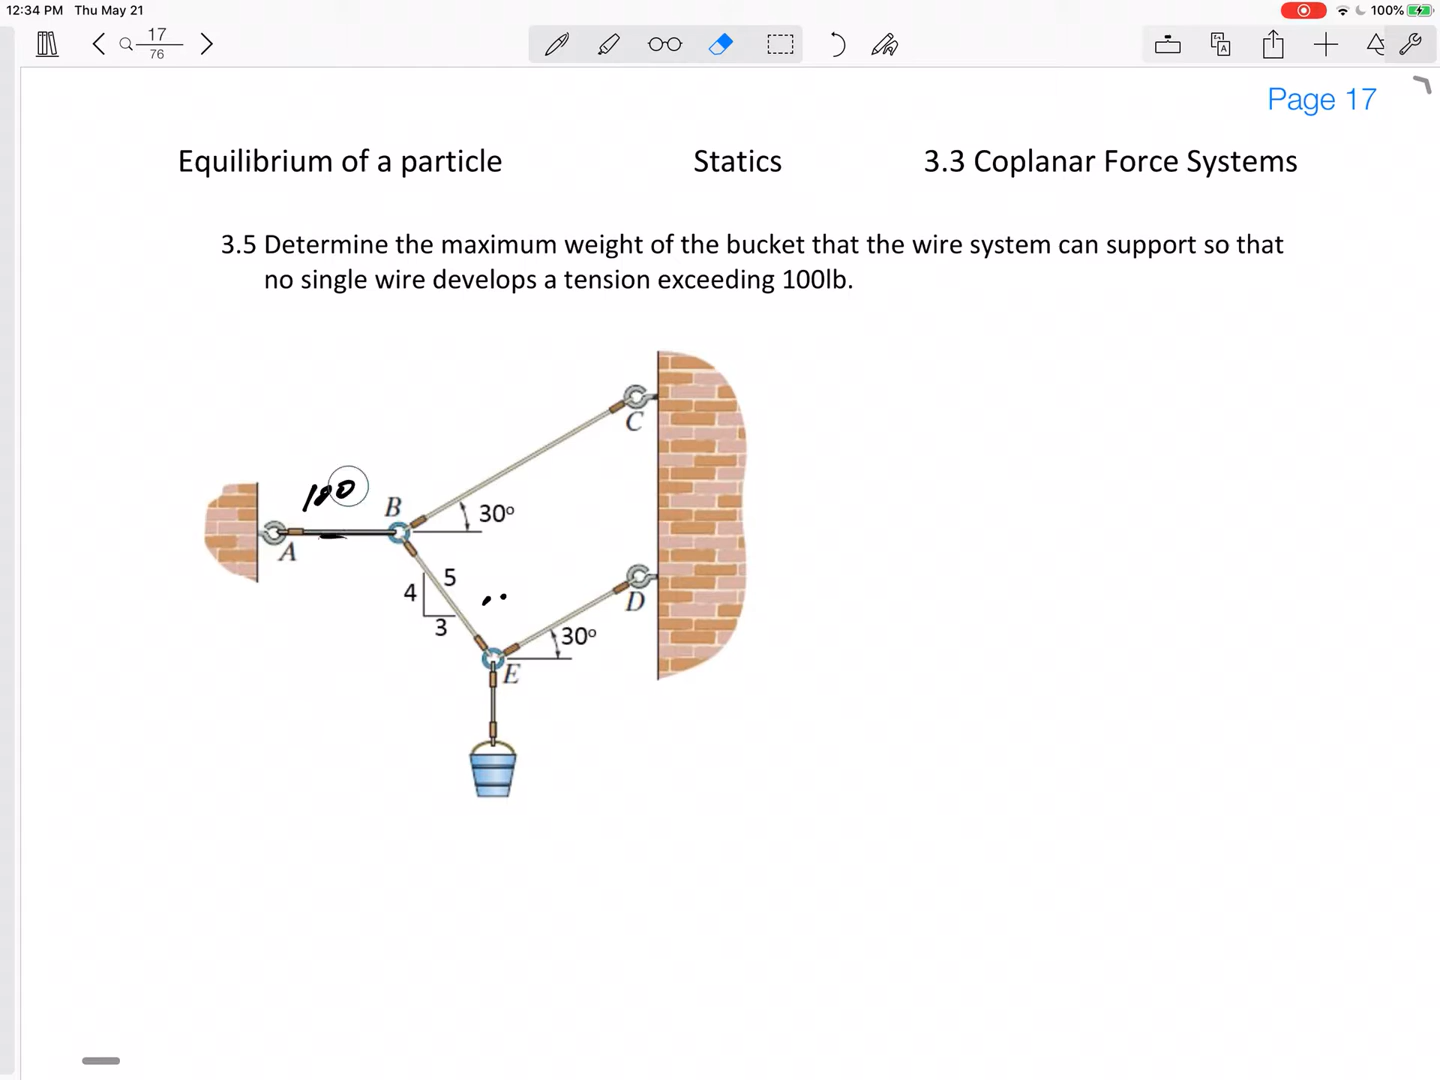 12:34 PM Thu May 21
100%
17
76
Page 17
Equilibrium of a particle Statics 3.3 Coplanar Force Systems
3.5 Determine the maximum weight of the bucket that the wire system can support so that
no single wire develops a tension exceeding 100lb.
C
100
B
30°
A
5
4
3
D
30°
E